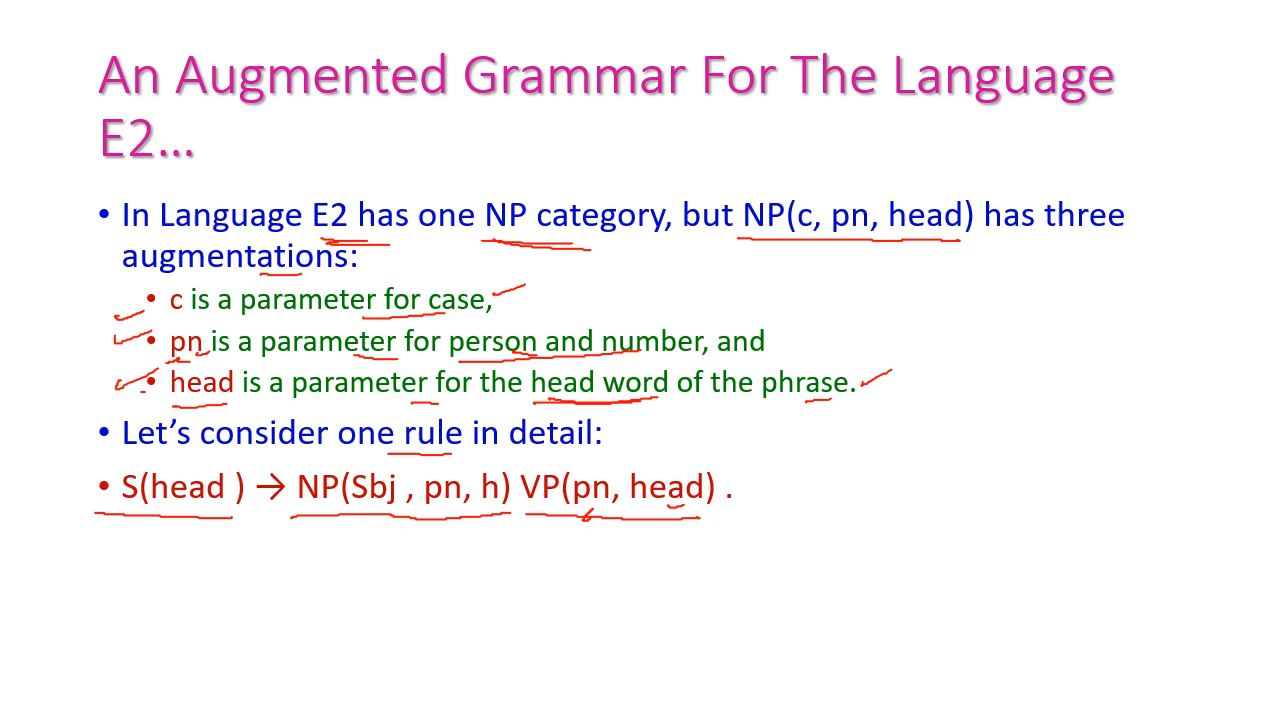 An Augmented Grammar For The Language
E2…
• In Language E2 has one NP category, but NP(c, pn, head) has three
augmentations:
• c is a parameter for case,
• pn is a parameter for person and number, and
• head is a parameter for the head word of the phrase.
• Let’s consider one rule in detail:
• S(head ) → NP(Sbj , pn, h) VP(pn, head) .